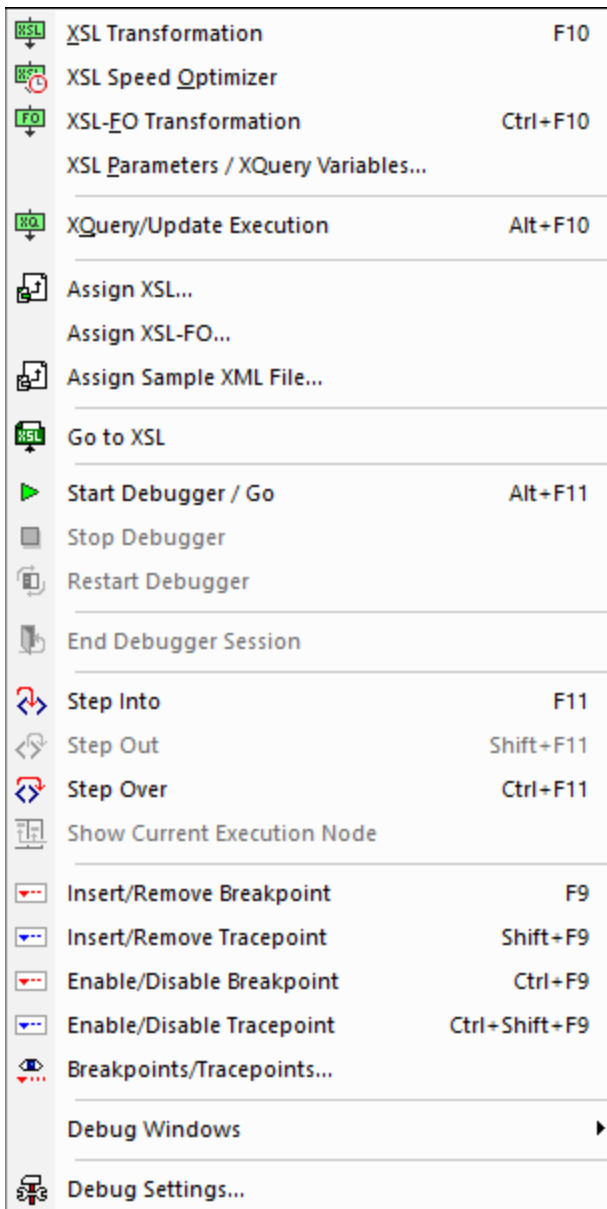 XSL Transformation F10
XSL Speed Optimizer
XSL-FO Transformation Ctrl+F10
XSL Parameters / XQuery Variables...
XQuery/Update Execution Alt+F10
Assign XSL...
Assign XSL-FO...
Assign Sample XML File...
Go to XSL
Start Debugger / Go Alt+F11
Stop Debugger
Restart Debugger
End Debugger Session
Step Into F11
Step Out Shift+F11
Step Over Ctrl+F11
Show Current Execution Node
Insert/Remove Breakpoint F9
Insert/Remove Tracepoint Shift+F9
Enable/Disable Breakpoint Ctrl+F9
Enable/Disable Tracepoint Ctrl+Shift+F9
Breakpoints/Tracepoints...
Debug Windows
Debug Settings...